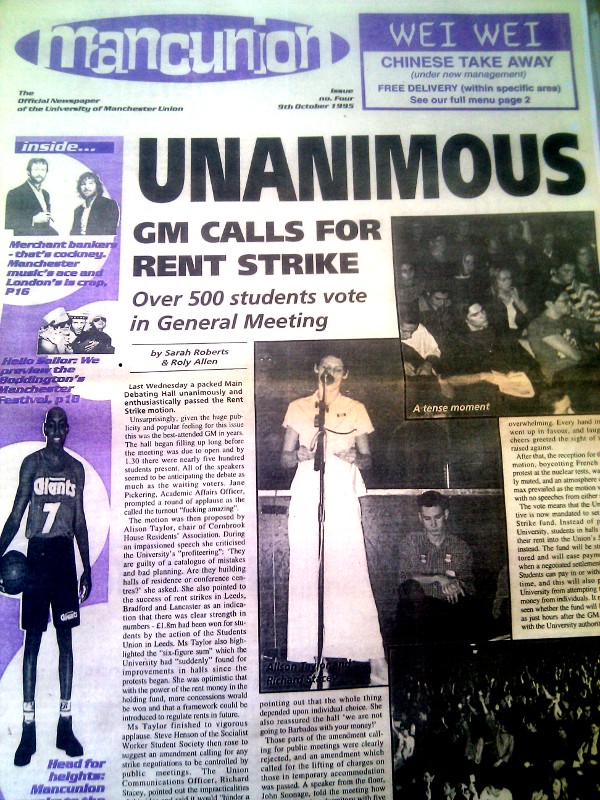 mancunion
The
Official Newspaper
of the University of Manchester Union
Issue
no. Four
9th October 1995
WEI WEI
CHINESE TAKE AWAY
(under new management)
FREE DELIVERY (within specific area)
See our full menu page 2
inside...
Merchant bankers
- that's cockney.
Manchester
music's ace and
London's is crap,
P16
Hello Sailor: We
preview the
Boddington's
Manchester
Festival, p18
Giants
7
Head for
heights:
Mancunion
UNANIMOUS
GM CALLS FOR
RENT STRIKE
Over 500 students vote
in General Meeting
by Sarah Roberts
& Roly Allen
Last Wednesday a packed Main
Debating Hall unanimously and
enthusiastically passed the Rent
Strike motion.
Unsurprisingly, given the huge pub-
licity and popular feeling for this issue
this was the best-attended GM in years.
The hall began filling up long before
the meeting was due to open and by
1.30 there were nearly five hundred
students present. All of the speakers
seemed to be anticipating the debate as
much as the waiting voters. Jane
Pickering, Academic Affairs Officer,
prompted a round of applause as she
called the turnout "fucking amazing".
The motion was then proposed by
Alison Taylor, chair of Cornbrook
House Residents' Association. During
an impassioned speech she criticised
the University's "profiteering": 'They
are guilty of a catalogue of mistakes
and bad planning. Are they building
halls of residence or conference cen-
tres?' she asked. She also pointed to
the success of rent strikes in Leeds,
Bradford and Lancaster as an indica-
tion that there was clear strength in
numbers - £1.8m had been won for stu-
dents by the action of the Students
Union in Leeds. Ms Taylor also high-
lighted the "six-figure sum" which the
University had "suddenly" found for
improvements in halls since the
protests began. She was optimistic that
with the power of the rent money in the
holding fund, more concessions would
be won and that a framework could be
introduced to regulate rents in future.
Ms Taylor finished to vigorous
applause. Steve Henson of the Socialist
Worker Student Society then rose to
suggest an amendment calling for any
strike negotiations to be controlled by
public meetings. The Union
Communications Officer, Richard
Stacey, pointed out the impracticalities
Alison Taylor and
Richard Stacey
pointing out that the whole thing
depended upon individual choice. She
also reassured the hall 'we are not
going to Barbados with your money!'
Those parts of the amendment call-
ing for public meetings were clearly
rejected, and an amendment which
called for the lifting of charges on
those in temporary accommodation
was passed. A speaker from the floor,
John Soonage, told the meeting how
A tense moment
overwhelming. Every hand in
went up in favour, and
cheers greeted the sight of
raised against.
After that, the reception for
motion, boycotting French
protest at the nuclear tests, was
ly muted, and an atmosphere
max prevailed as the motion
with no speeches from either
The vote means that the
tive is now mandated to
Strike fund. Instead of
University, students in halls
their rent into the Union's
instead. The fund will be
tored and will ease
when a negotiated settlement
Students can pay in or
time, and this will also
University from attempting
money from individuals. It
seen whether the fund will
as just hours after the GM
with the University